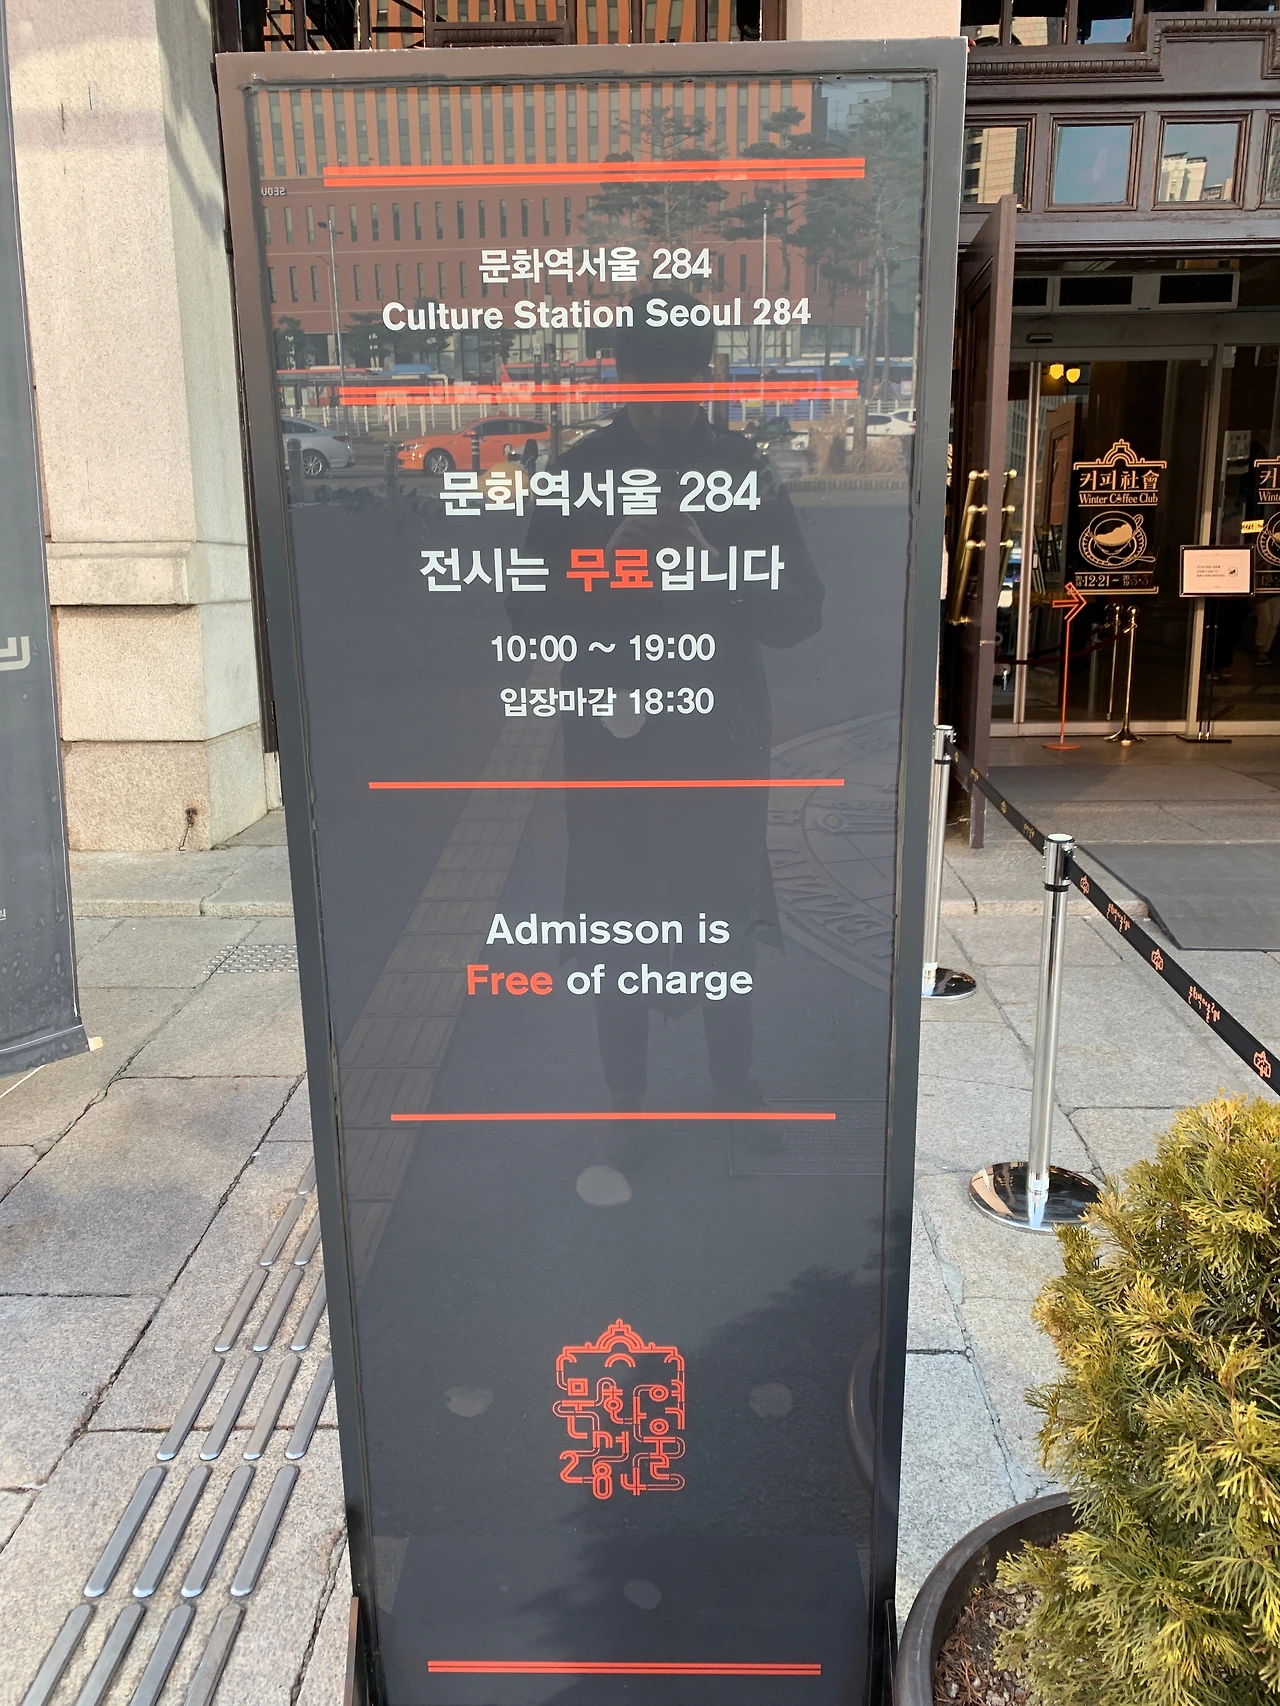 문화역서울 284
Culture Station Seoul 284
문화역서울 284
전시는 무료입니다
10:00 ~ 19:00
입장마감 18:30
Admisson is
Free of charge
문화역
서울
284
커피社會
Winter Coffee Club
12·21~